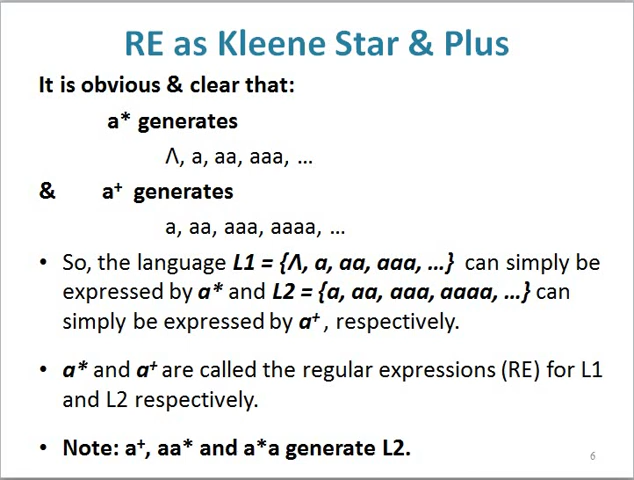 RE as Kleene Star & Plus
It is obvious & clear that:
a* generates
Λ, a, aa, aaa, ...
& a⁺ generates
a, aa, aaa, aaaa, ...
• So, the language L1 = {Λ, a, aa, aaa, ...} can simply be
expressed by a* and L2 = {a, aa, aaa, aaaa, ...} can
simply be expressed by a⁺ , respectively.
• a* and a⁺ are called the regular expressions (RE) for L1
and L2 respectively.
• Note: a⁺, aa* and a*a generate L2.
6